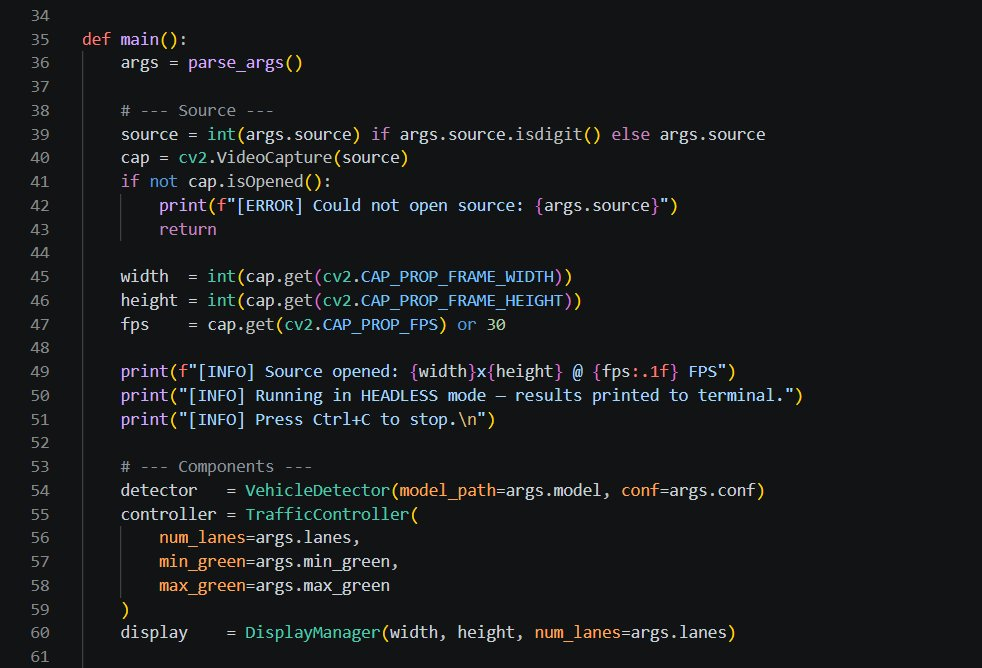 34
35 def main():
36     args = parse_args()
37
38     # --- Source ---
39     source = int(args.source) if args.source.isdigit() else args.source
40     cap = cv2.VideoCapture(source)
41     if not cap.isOpened():
42         print(f"[ERROR] Could not open source: {args.source}")
43         return
44
45     width  = int(cap.get(cv2.CAP_PROP_FRAME_WIDTH))
46     height = int(cap.get(cv2.CAP_PROP_FRAME_HEIGHT))
47     fps    = cap.get(cv2.CAP_PROP_FPS) or 30
48
49     print(f"[INFO] Source opened: {width}x{height} @ {fps:.1f} FPS")
50     print("[INFO] Running in HEADLESS mode — results printed to terminal.")
51     print("[INFO] Press Ctrl+C to stop.\n")
52
53     # --- Components ---
54     detector   = VehicleDetector(model_path=args.model, conf=args.conf)
55     controller = TrafficController(
56         num_lanes=args.lanes,
57         min_green=args.min_green,
58         max_green=args.max_green
59     )
60     display    = DisplayManager(width, height, num_lanes=args.lanes)
61